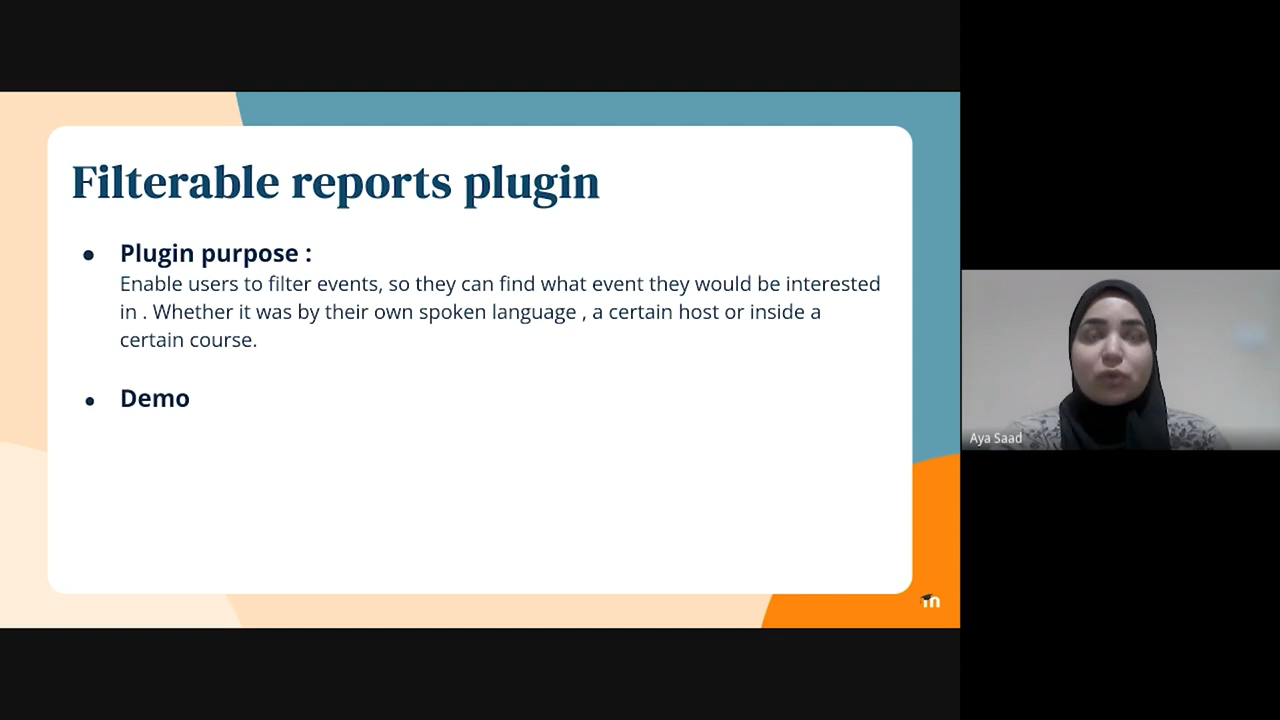 Filterable reports plugin
Plugin purpose :
Enable users to filter events, so they can find what event they would be interested
in . Whether it was by their own spoken language , a certain host or inside a
certain course.
Demo
Aya Saad
m